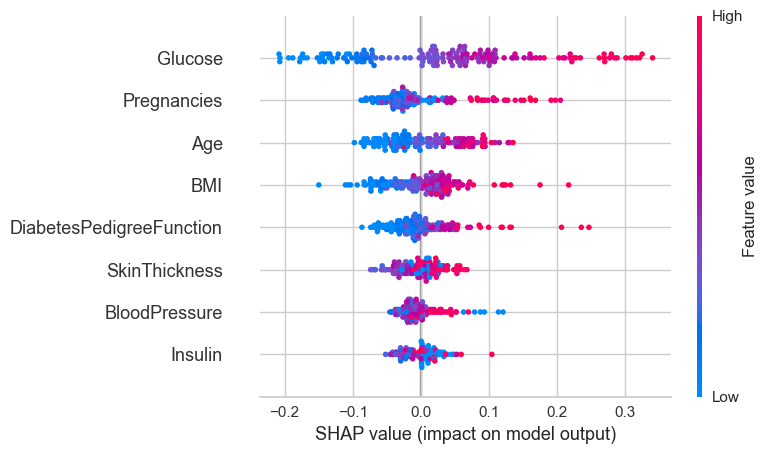 High
Glucose
Pregnancies
Age
BMI
DiabetesPedigreeFunction
SkinThickness
BloodPressure
Insulin
Feature value
Low
−0.2 −0.1 0.0 0.1 0.2 0.3
SHAP value (impact on model output)